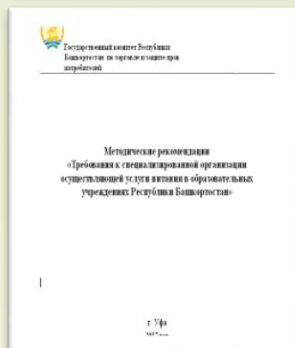 Государственный комитет Республики
Башкортостан по торговле и защите прав
потребителей
Методические рекомендации
«Требования к специализированной организации
осуществляющей услуги питания в образовательных
учреждениях Республики Башкортостан»
г. Уфа